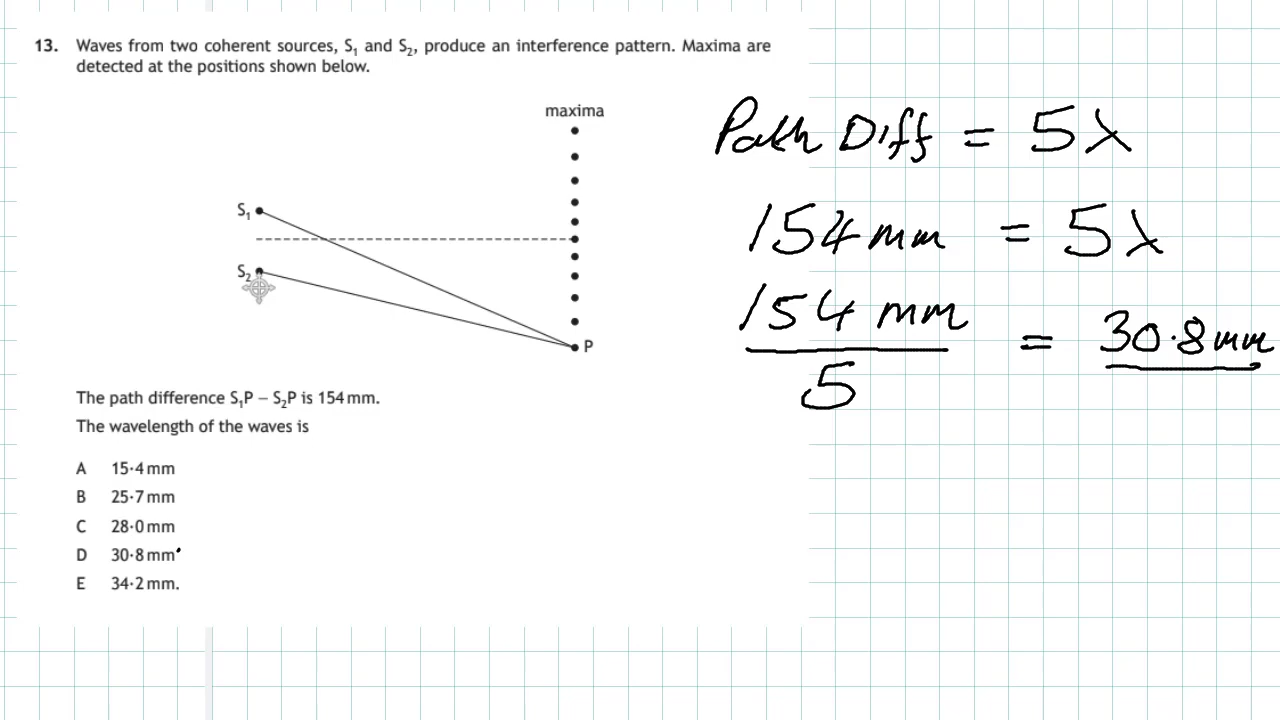 13. Waves from two coherent sources, S₁ and S₂, produce an interference pattern. Maxima are
detected at the positions shown below.
maxima
S₁
S₂
P
The path difference S₁P – S₂P is 154 mm.
The wavelength of the waves is
A 15·4 mm
B 25·7 mm
C 28·0 mm
D 30·8 mm
E 34·2 mm.
Path Diff = 5λ
154 mm = 5λ
154 mm / 5 = 30.8 mm